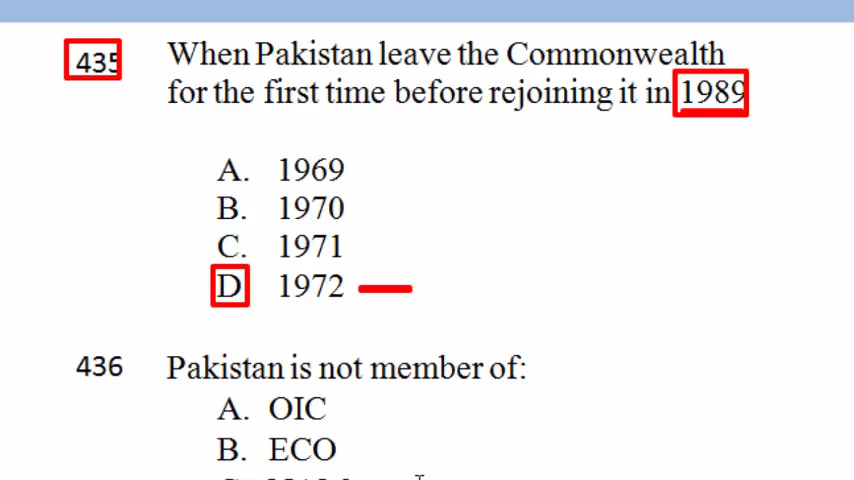 435 When Pakistan leave the Commonwealth
for the first time before rejoining it in 1989
A. 1969
B. 1970
C. 1971
D 1972
436 Pakistan is not member of:
A. OIC
B. ECO